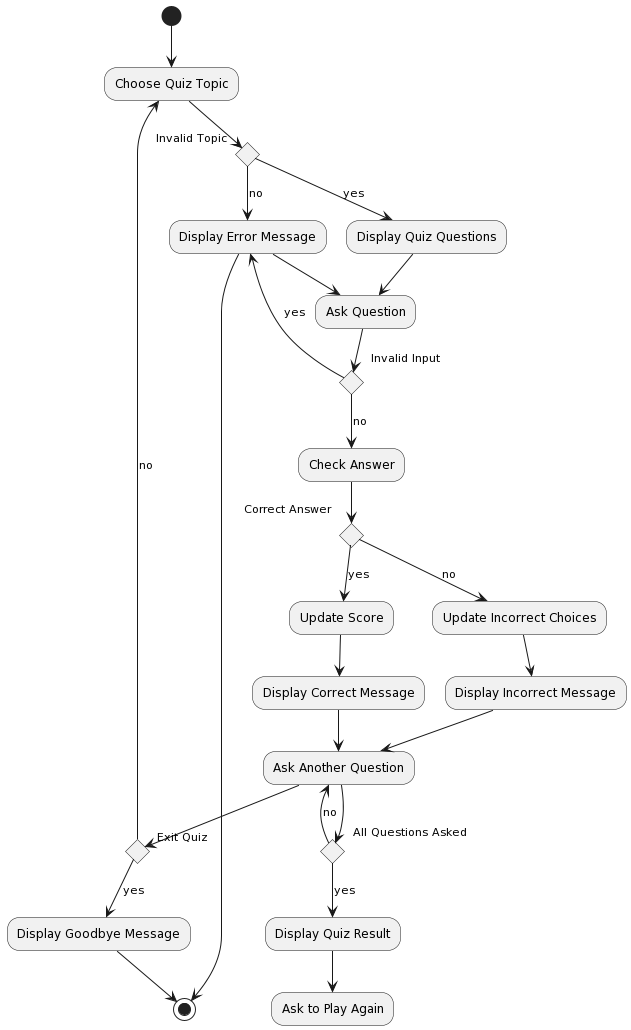 Choose Quiz Topic
Invalid Topic
no
yes
Display Error Message
Display Quiz Questions
yes
Ask Question
Invalid Input
no
Check Answer
no
Correct Answer
yes
no
Update Score
Update Incorrect Choices
Display Correct Message
Display Incorrect Message
Ask Another Question
no
Exit Quiz
All Questions Asked
yes
yes
Display Goodbye Message
Display Quiz Result
Ask to Play Again